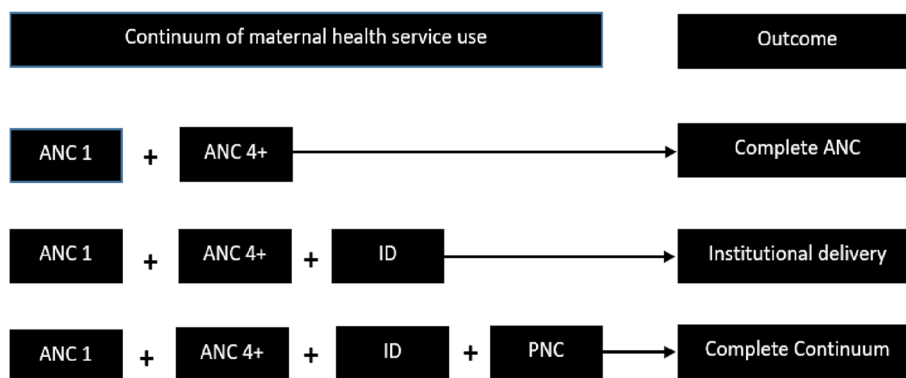 Continuum of maternal health service use Outcome
ANC 1 + ANC 4+ Complete ANC
ANC 1 + ANC 4+ + ID Institutional delivery
ANC 1 + ANC 4+ + ID + PNC Complete Continuum